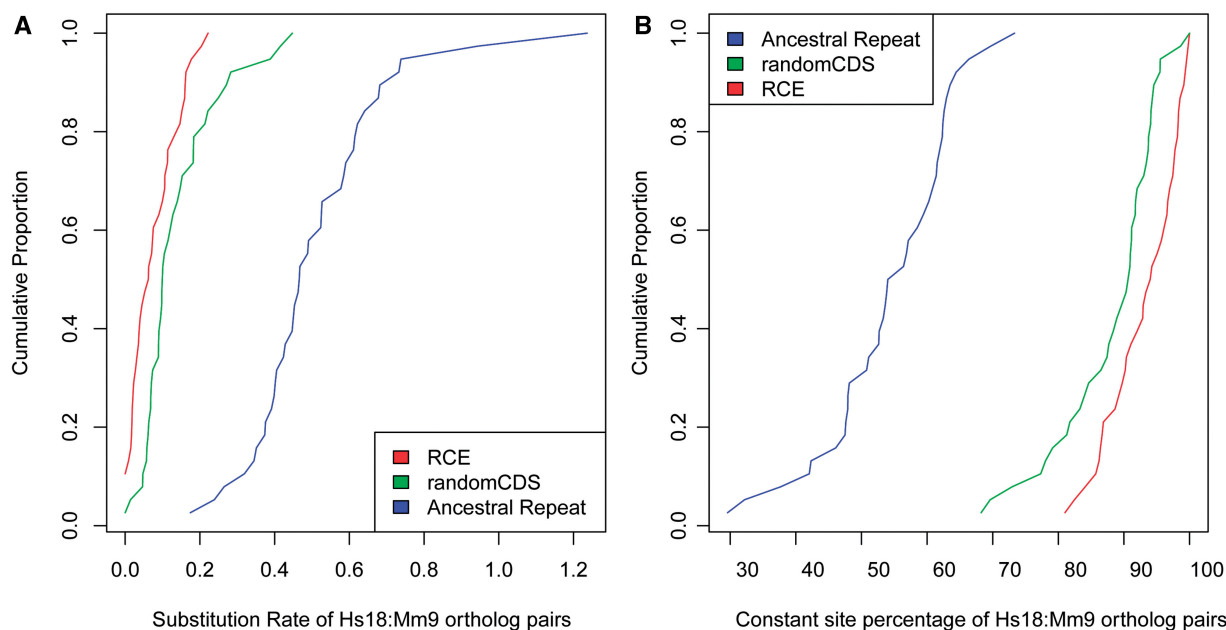 A
Cumulative Proportion
1.0
0.8
0.6
0.4
0.2
0.0
RCE
randomCDS
Ancestral Repeat
0.0 0.2 0.4 0.6 0.8 1.0 1.2
Substitution Rate of Hs18:Mm9 ortholog pairs
B
Cumulative Proportion
1.0
0.8
0.6
0.4
0.2
0.0
Ancestral Repeat
randomCDS
RCE
30 40 50 60 70 80 90 100
Constant site percentage of Hs18:Mm9 ortholog pairs